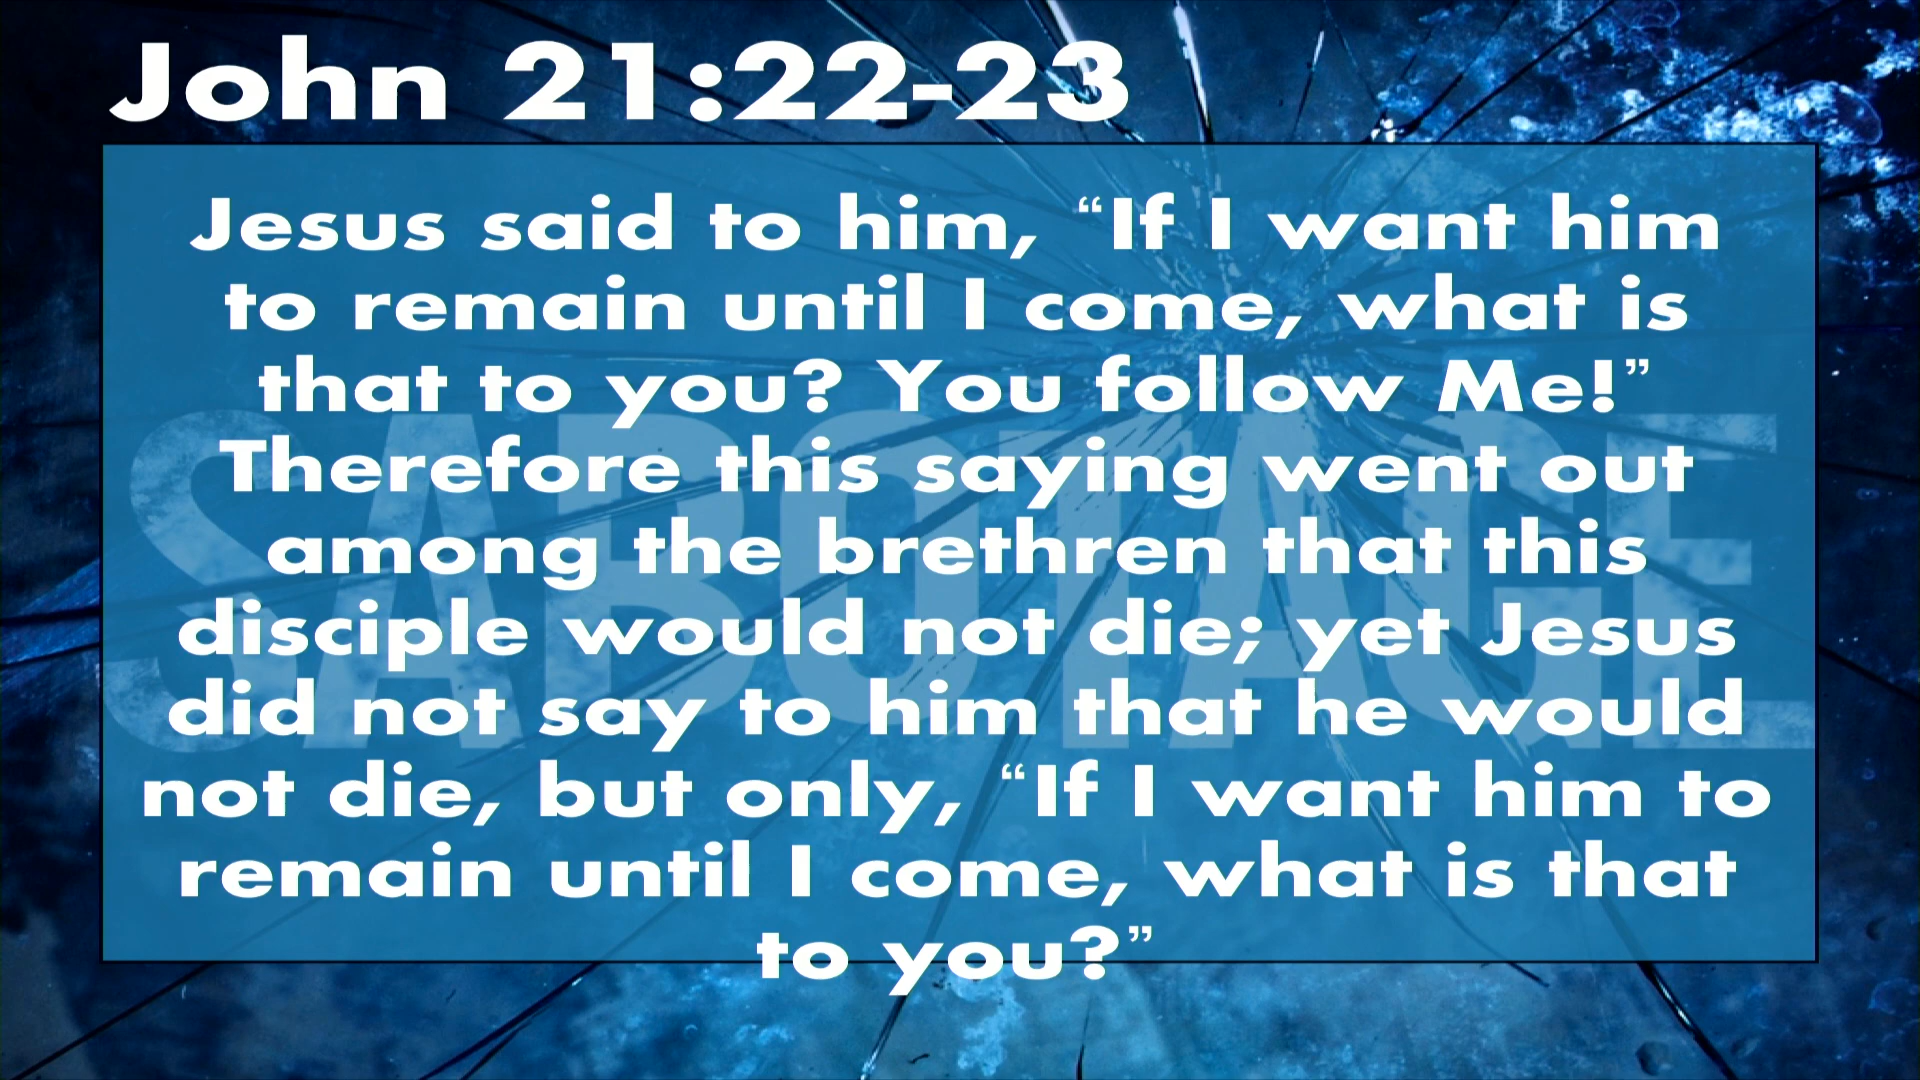 John 21:22-23
Jesus said to him, “If I want him
to remain until I come, what is
that to you? You follow Me!”
Therefore this saying went out
among the brethren that this
disciple would not die; yet Jesus
did not say to him that he would
not die, but only, “If I want him to
remain until I come, what is that
to you?”
SABOTAGE